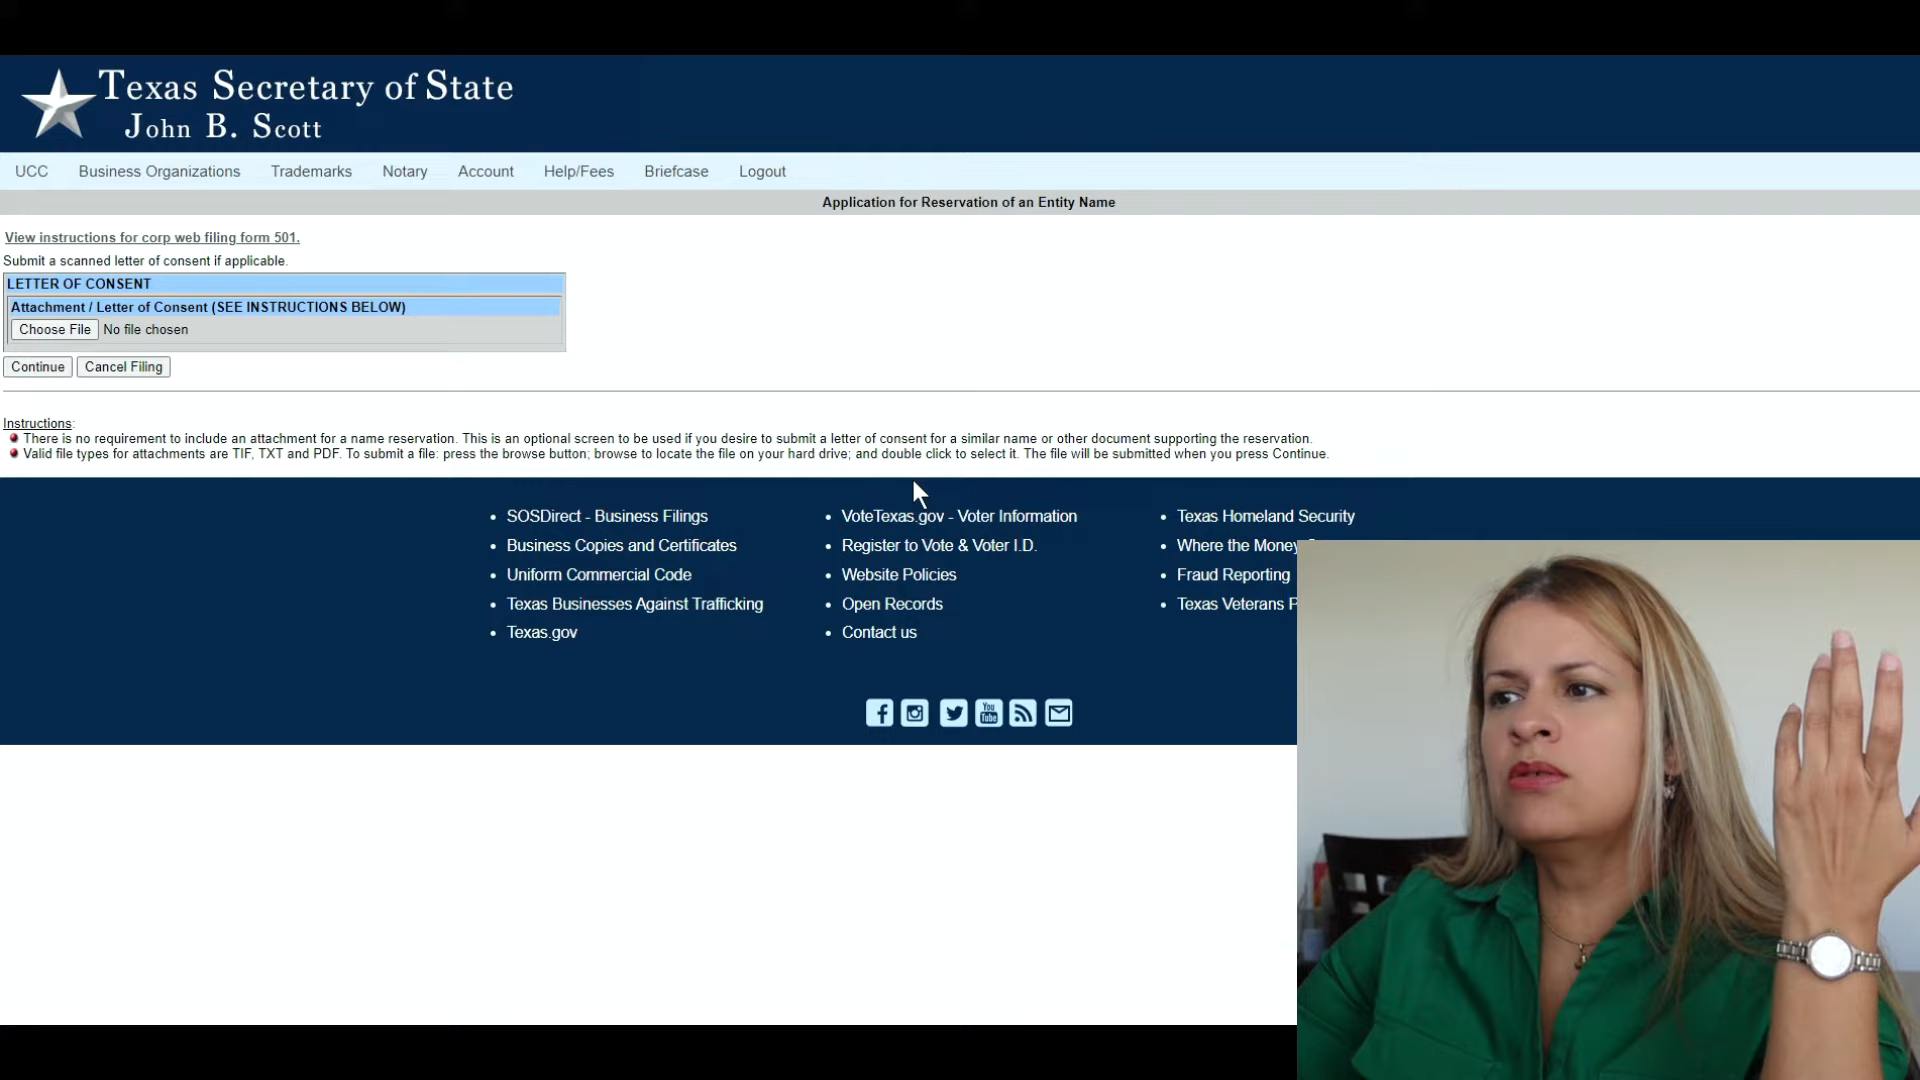 Texas Secretary of State
John B. Scott
UCC Business Organizations Trademarks Notary Account Help/Fees Briefcase Logout
Application for Reservation of an Entity Name
View instructions for corp web filing form 501.
Submit a scanned letter of consent if applicable.
LETTER OF CONSENT
Attachment / Letter of Consent (SEE INSTRUCTIONS BELOW)
Choose File No file chosen
Continue Cancel Filing
Instructions:
There is no requirement to include an attachment for a name reservation. This is an optional screen to be used if you desire to submit a letter of consent for a similar name or other document supporting the reservation.
Valid file types for attachments are TIF, TXT and PDF. To submit a file: press the browse button; browse to locate the file on your hard drive; and double click to select it. The file will be submitted when you press Continue.
SOSDirect - Business Filings
Business Copies and Certificates
Uniform Commercial Code
Texas Businesses Against Trafficking
Texas.gov
VoteTexas.gov - Voter Information
Register to Vote & Voter I.D.
Website Policies
Open Records
Contact us
Texas Homeland Security
Where the Money
Fraud Reporting
Texas Veterans
You
Tube